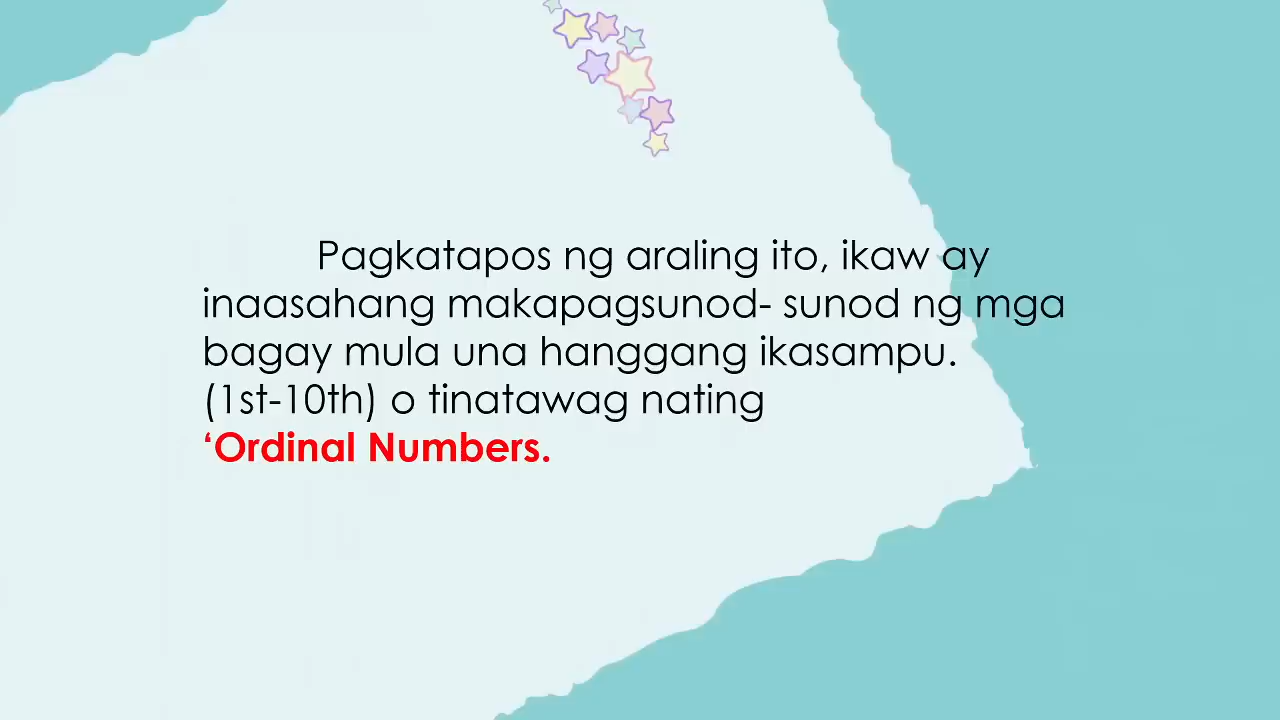 Pagkatapos ng araling ito, ikaw ay
inaasahang makapagsunod- sunod ng mga
bagay mula una hanggang ikasampu.
(1st-10th) o tinatawag nating
‘Ordinal Numbers.